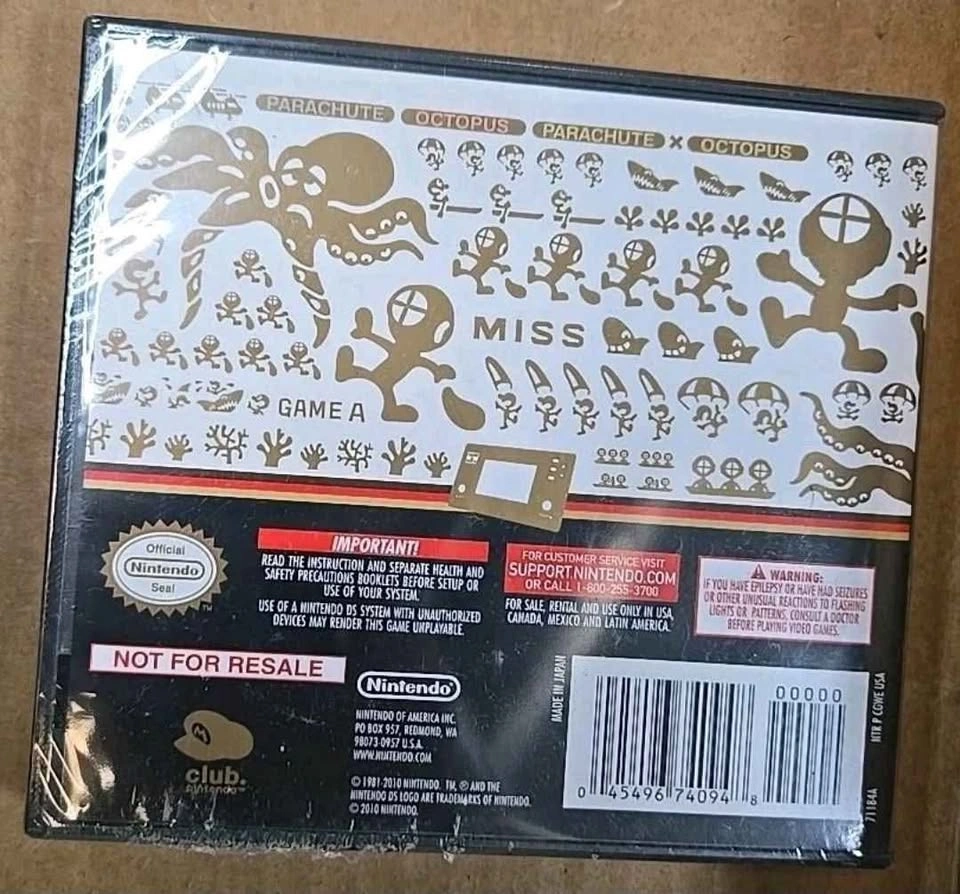 PARACHUTE OCTOPUS PARACHUTE × OCTOPUS
MISS
GAME A
Official
Nintendo
Seal
TM
IMPORTANT!
READ THE INSTRUCTION AND SEPARATE HEALTH AND
SAFETY PRECAUTIONS BOOKLETS BEFORE SETUP OR
USE OF YOUR SYSTEM.
USE OF A NINTENDO DS SYSTEM WITH UNAUTHORIZED
DEVICES MAY RENDER THIS GAME UNPLAYABLE.
FOR CUSTOMER SERVICE VISIT
SUPPORT.NINTENDO.COM
OR CALL 1-800-255-3700
FOR SALE, RENTAL AND USE ONLY IN USA,
CANADA, MEXICO AND LATIN AMERICA.
WARNING:
IF YOU HAVE EPILEPSY OR HAVE HAD SEIZURES
OR OTHER UNUSUAL REACTIONS TO FLASHING
LIGHTS OR PATTERNS, CONSULT A DOCTOR
BEFORE PLAYING VIDEO GAMES.
NOT FOR RESALE
M
club.
Nintendo
Nintendo®
NINTENDO OF AMERICA INC.
PO BOX 957, REDMOND, WA
98073-0957 U.S.A.
WWW.NINTENDO.COM
© 1981-2010 NINTENDO. TM, ® AND THE
NINTENDO DS LOGO ARE TRADEMARKS OF NINTENDO.
© 2010 NINTENDO.
MADE IN JAPAN
00000
0 45496 74094 8
NTR P COWE USA
71184A